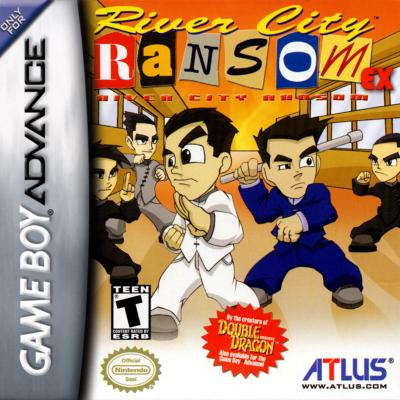 ONLY FOR
GAME BOY ADVANCE
River City
RANSOM EX
RIVER CITY RANSOM
TEEN
T
CONTENT RATED BY
ESRB
Official
Nintendo
Seal
By the creators of
DOUBLE
DRAGON
Also available for the
Game Boy Advance!
ATLUS®
WWW.ATLUS.COM